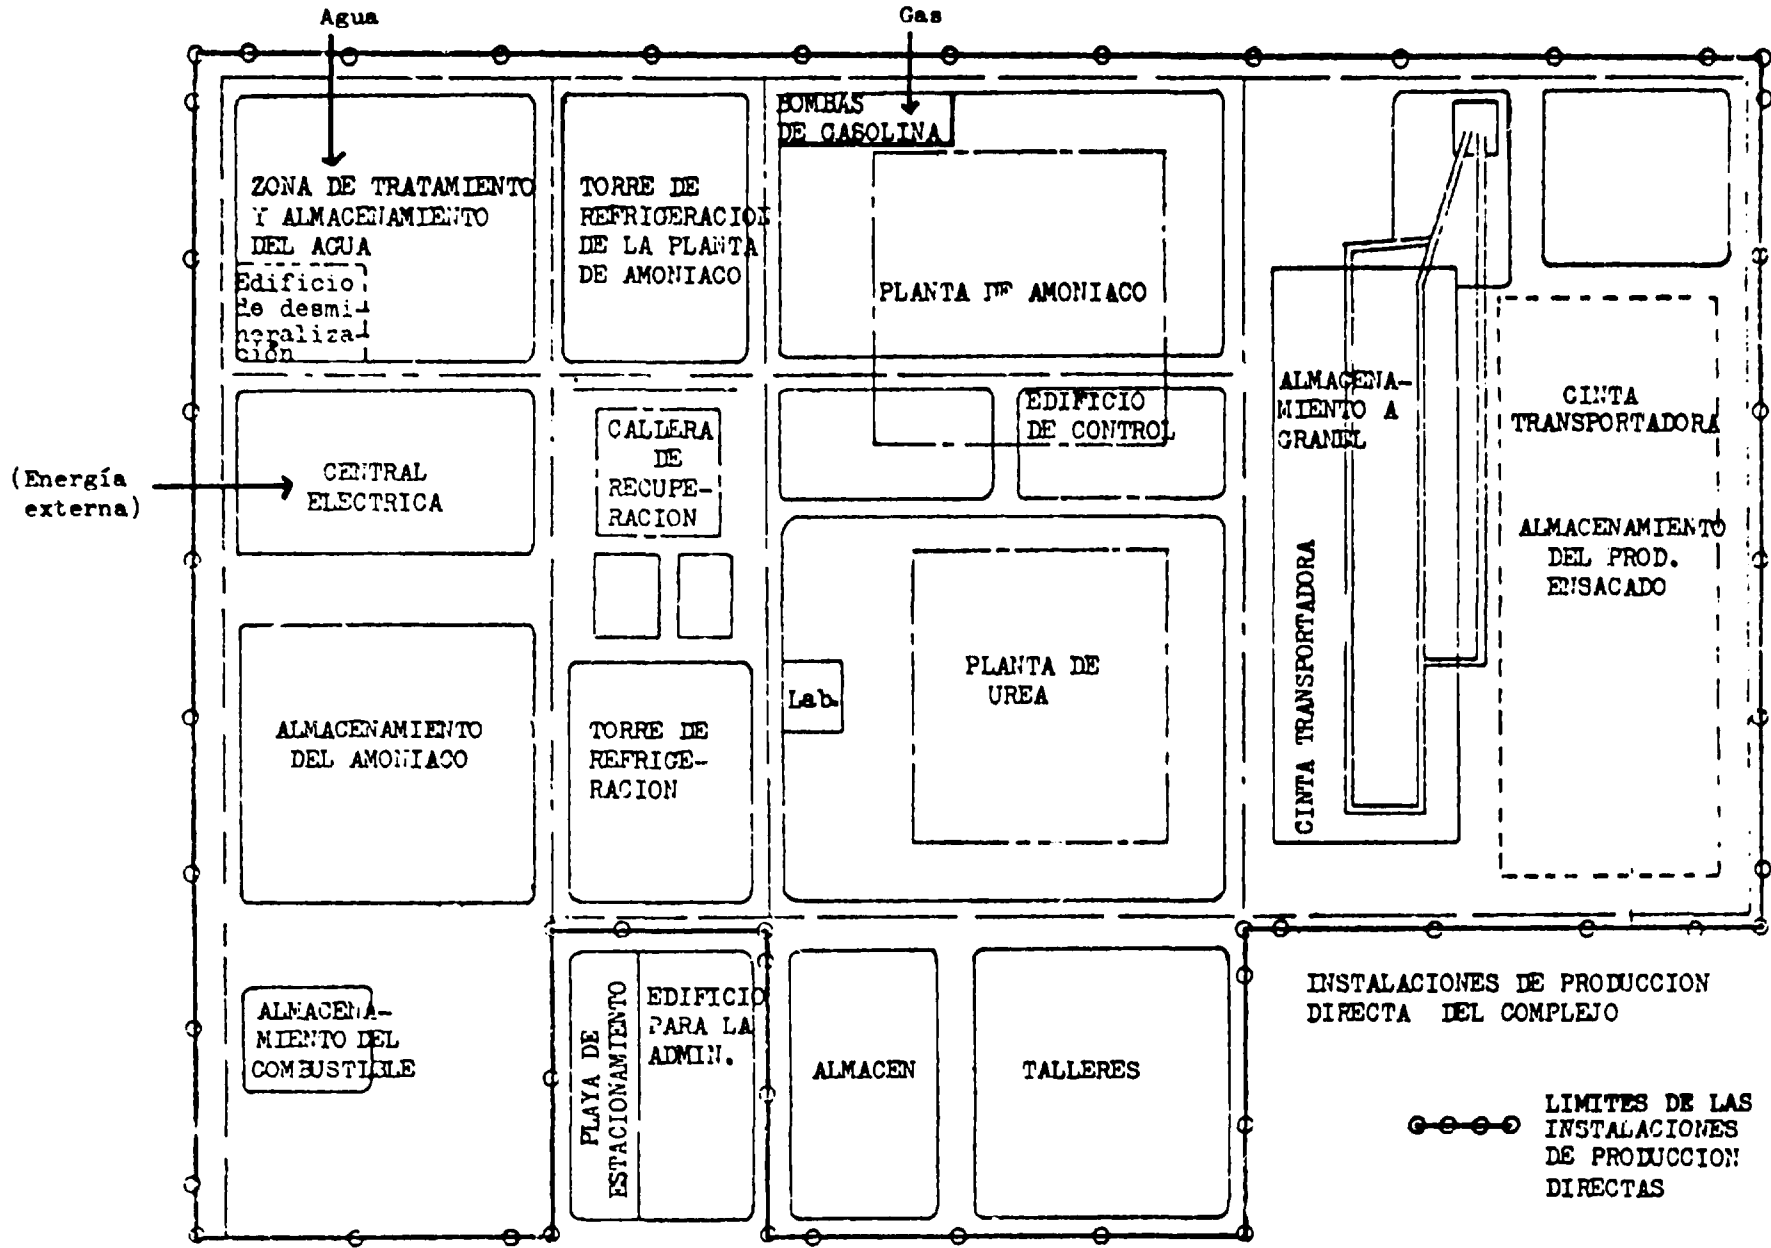 Agua
Gas
BOMBAS
DE GASOLINA
ZONA DE TRATAMIENTO
Y ALMACENAMIENTO
DEL AGUA
Edificio
de desmi-
neraliza-
ción
TORRE DE
REFRIGERACION
DE LA PLANTA
DE AMONIACO
PLANTA DE AMONIACO
ALMACENA-
MIENTO A
GRANEL
CINTA
TRANSPORTADORA
EDIFICIO
DE CONTROL
CALLERA
DE
RECUPE-
RACION
(Energía
externa)
CENTRAL
ELECTRICA
ALMACENAMIENTO
DEL PROD.
ENSACADO
CINTA TRANSPORTADORA
PLANTA DE
UREA
Lab.
ALMACENAMIENTO
DEL AMONIACO
TORRE DE
REFRIGE-
RACION
ALMACENA-
MIENTO DEL
COMBUSTIBLE
PLAYA DE
ESTACIONAMIENTO
EDIFICIO
PARA LA
ADMIN.
ALMACEN
TALLERES
INSTALACIONES DE PRODUCCION
DIRECTA DEL COMPLEJO
LIMITES DE LAS
INSTALACIONES
DE PRODUCCION
DIRECTAS